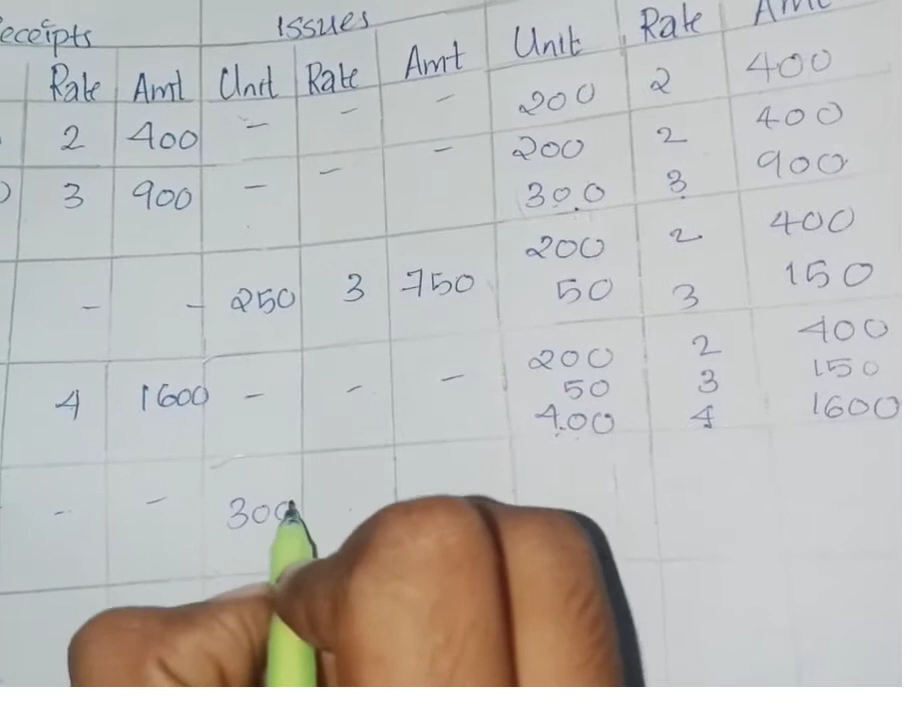 eceipts Issues
Rate Amt Unit Rate Amt Unit Rate Amt
- - - 200 2 400
2 400
- - - 200 2 400
3 900 300 3 900
200 2 400
- - 250 3 750 50 3 150
200 2 400
4 1600 - - - 50 3 150
400 4 1600
- - 300